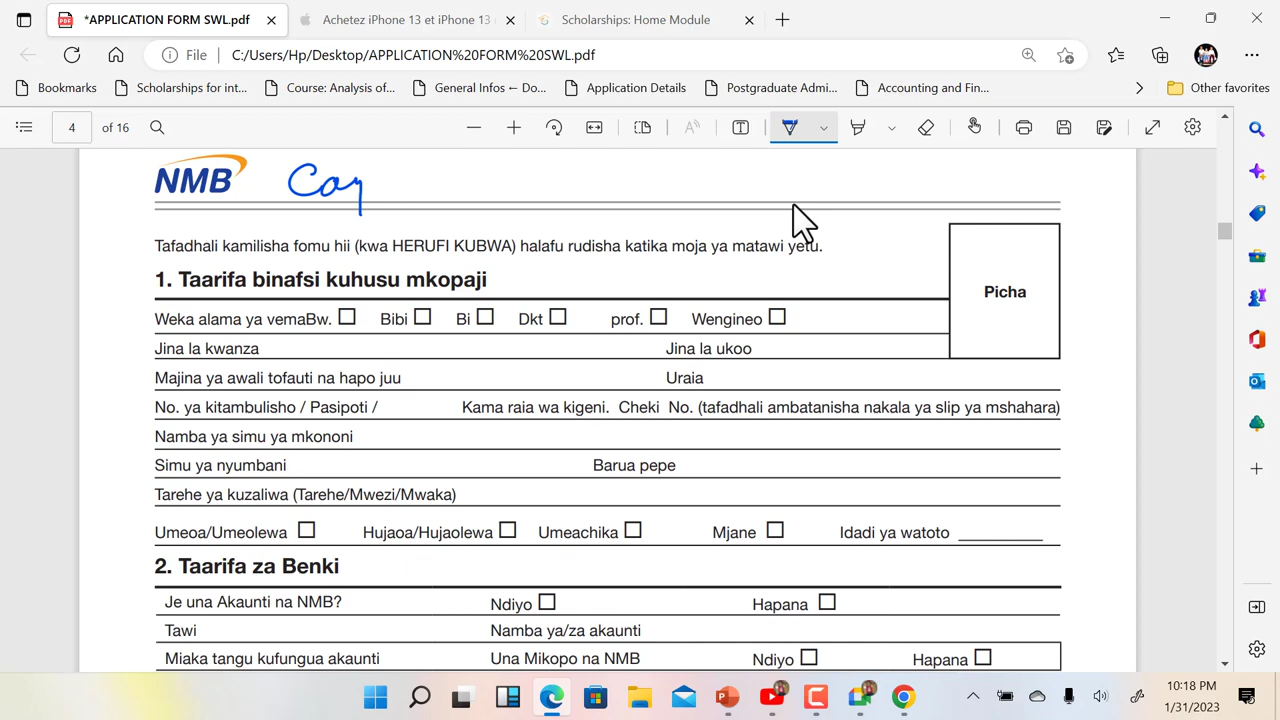 *APPLICATION FORM SWL.pdf
Achetez iPhone 13 et iPhone 13
Scholarships: Home Module
File C:/Users/Hp/Desktop/APPLICATION%20FORM%20SWL.pdf
Bookmarks Scholarships for int... Course: Analysis of... General Infos ← Do... Application Details Postgraduate Admi... Accounting and Fin... Other favorites
4 of 16
NMB
Tafadhali kamilisha fomu hii (kwa HERUFI KUBWA) halafu rudisha katika moja ya matawi yetu.
Picha
1. Taarifa binafsi kuhusu mkopaji
Weka alama ya vemaBw. Bibi Bi Dkt prof. Wengineo
Jina la kwanza Jina la ukoo
Majina ya awali tofauti na hapo juu Uraia
No. ya kitambulisho / Pasipoti / Kama raia wa kigeni. Cheki No. (tafadhali ambatanisha nakala ya slip ya mshahara)
Namba ya simu ya mkononi
Simu ya nyumbani Barua pepe
Tarehe ya kuzaliwa (Tarehe/Mwezi/Mwaka)
Umeoa/Umeolewa Hujaoa/Hujaolewa Umeachika Mjane Idadi ya watoto
2. Taarifa za Benki
Je una Akaunti na NMB? Ndiyo Hapana
Tawi Namba ya/za akaunti
Miaka tangu kufungua akaunti Una Mikopo na NMB Ndiyo Hapana
10:18 PM
1/31/2023